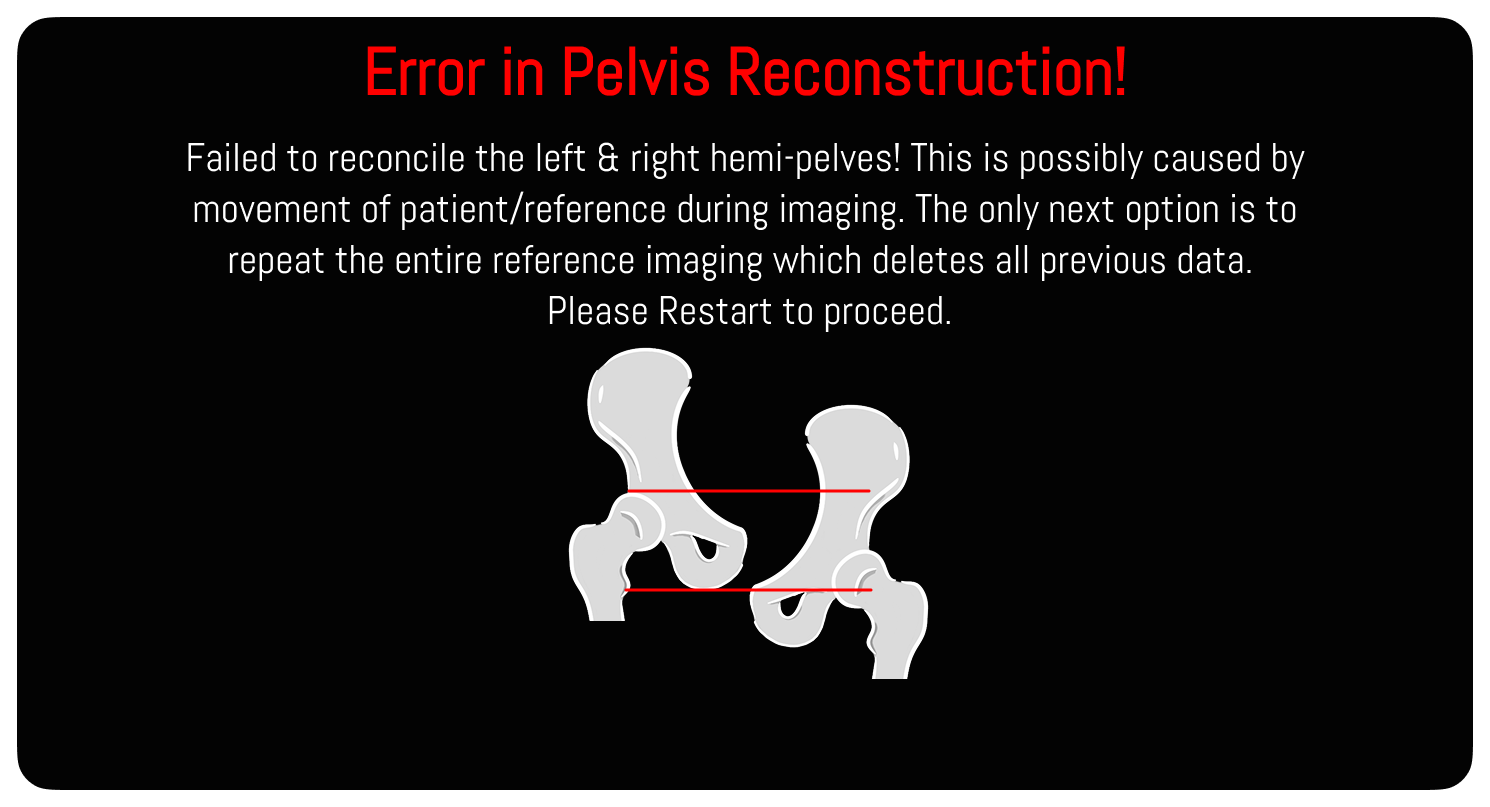 Error in Pelvis Reconstruction!
Failed to reconcile the left & right hemi-pelves! This is possibly caused by
movement of patient/reference during imaging. The only next option is to
repeat the entire reference imaging which deletes all previous data.
Please Restart to proceed.